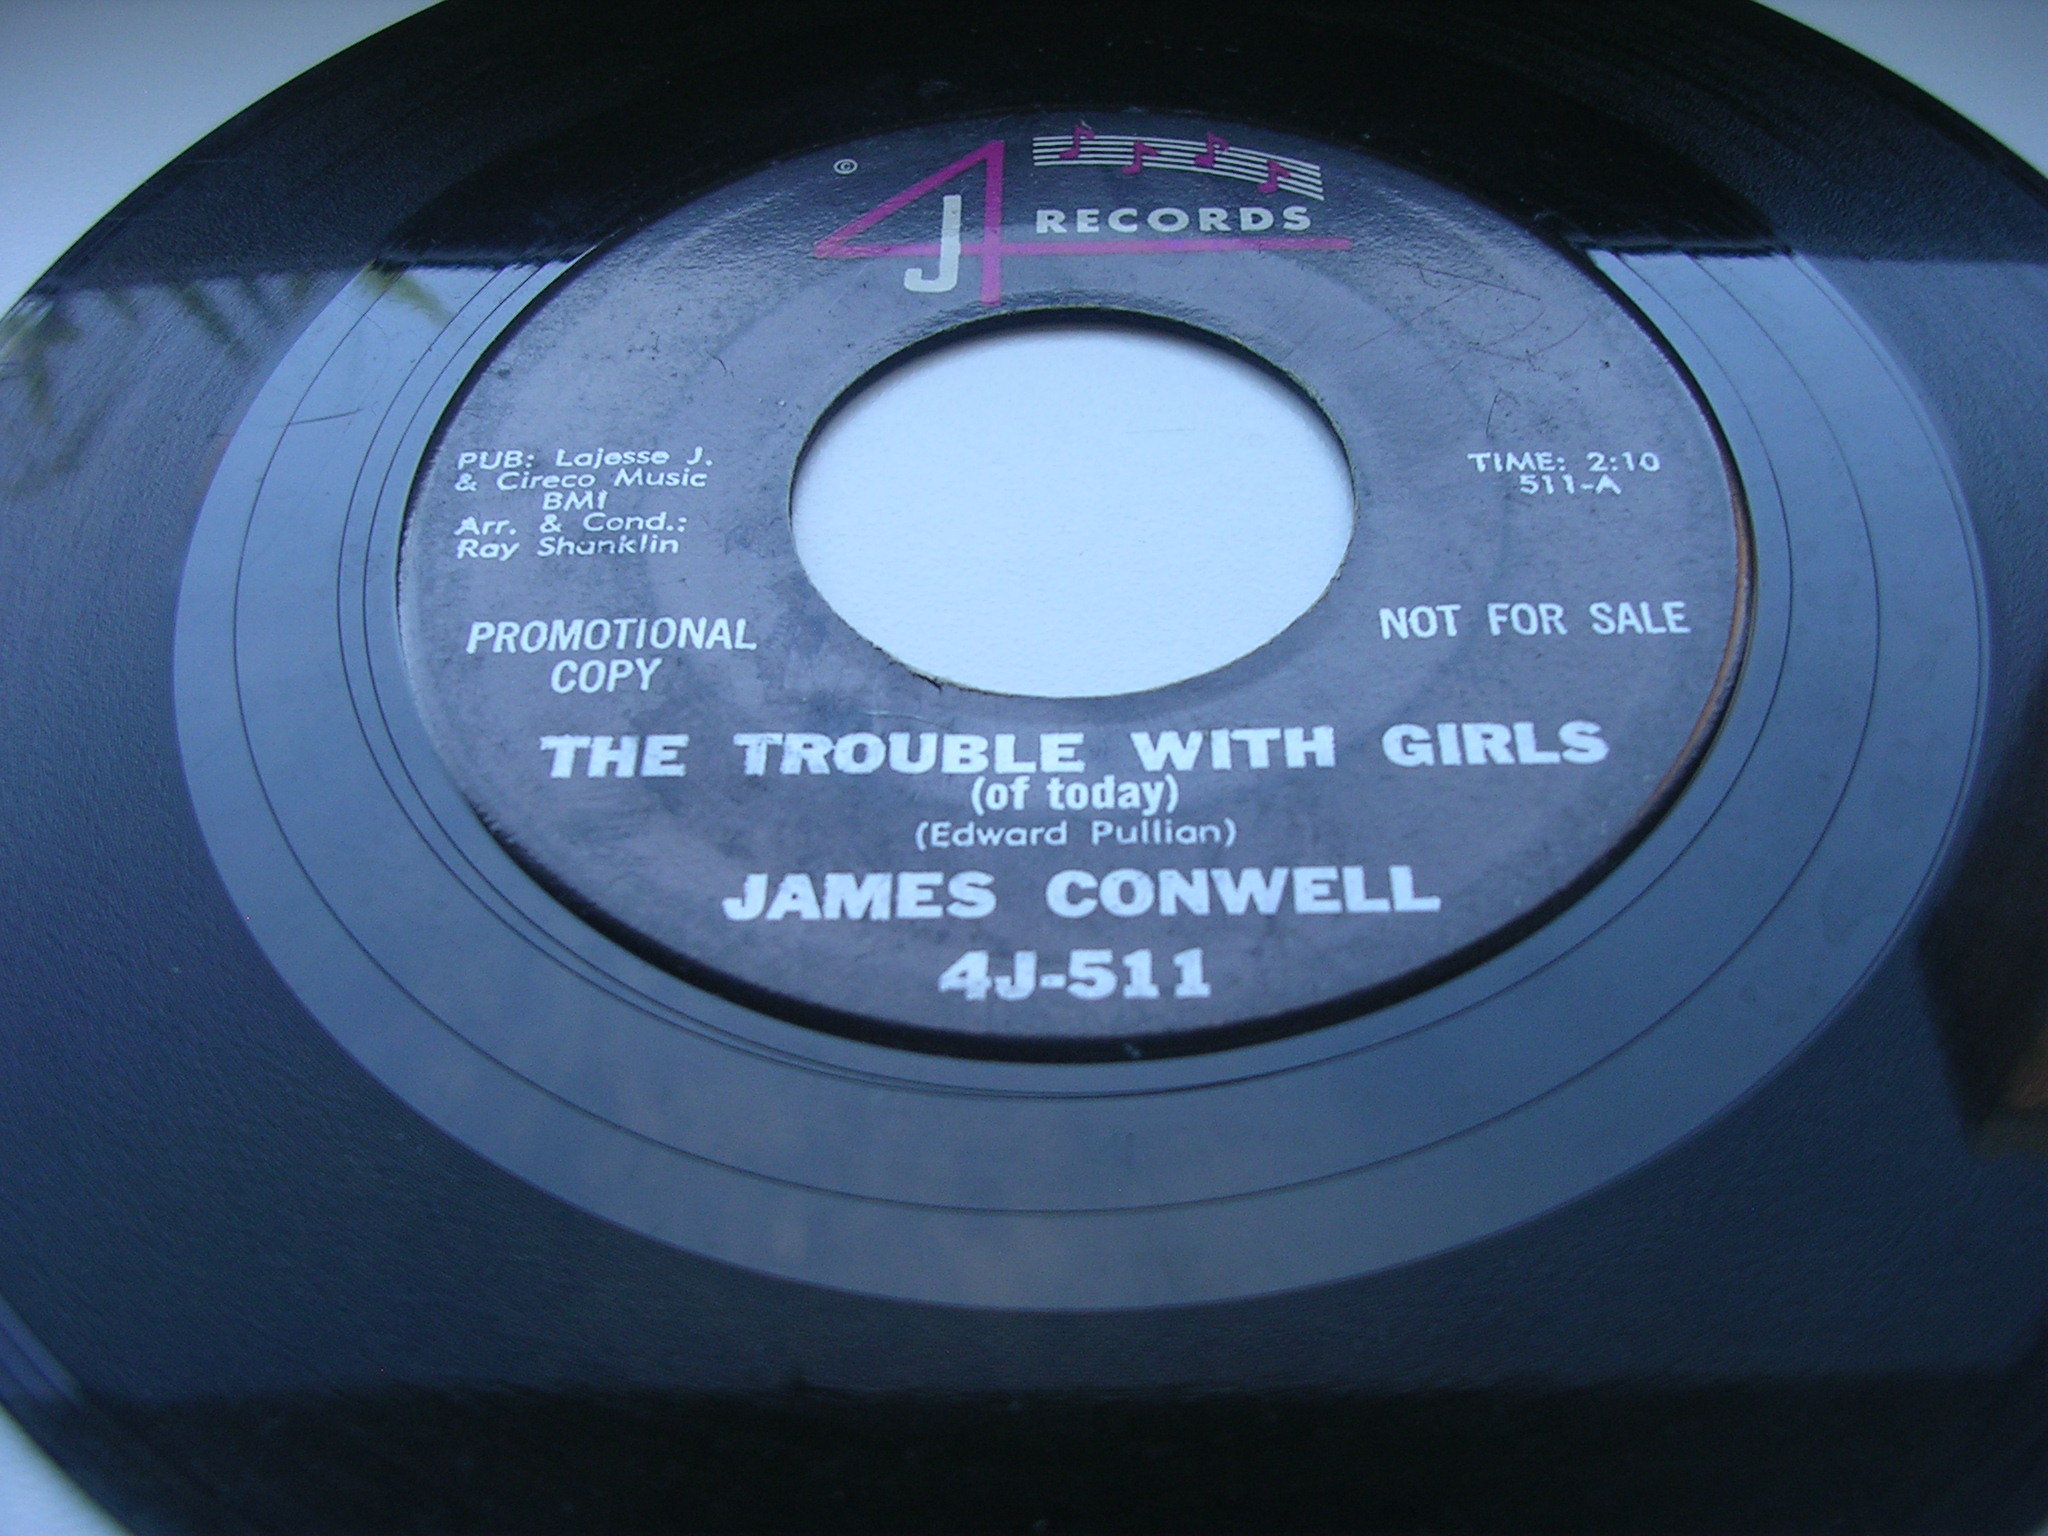 ©
4J RECORDS
PUB: Lajesse J.
& Cireco Music
BMI
Arr. & Cond.:
Ray Shanklin
TIME: 2:10
511-A
PROMOTIONAL
COPY
NOT FOR SALE
THE TROUBLE WITH GIRLS
(of today)
(Edward Pullian)
JAMES CONWELL
4J-511